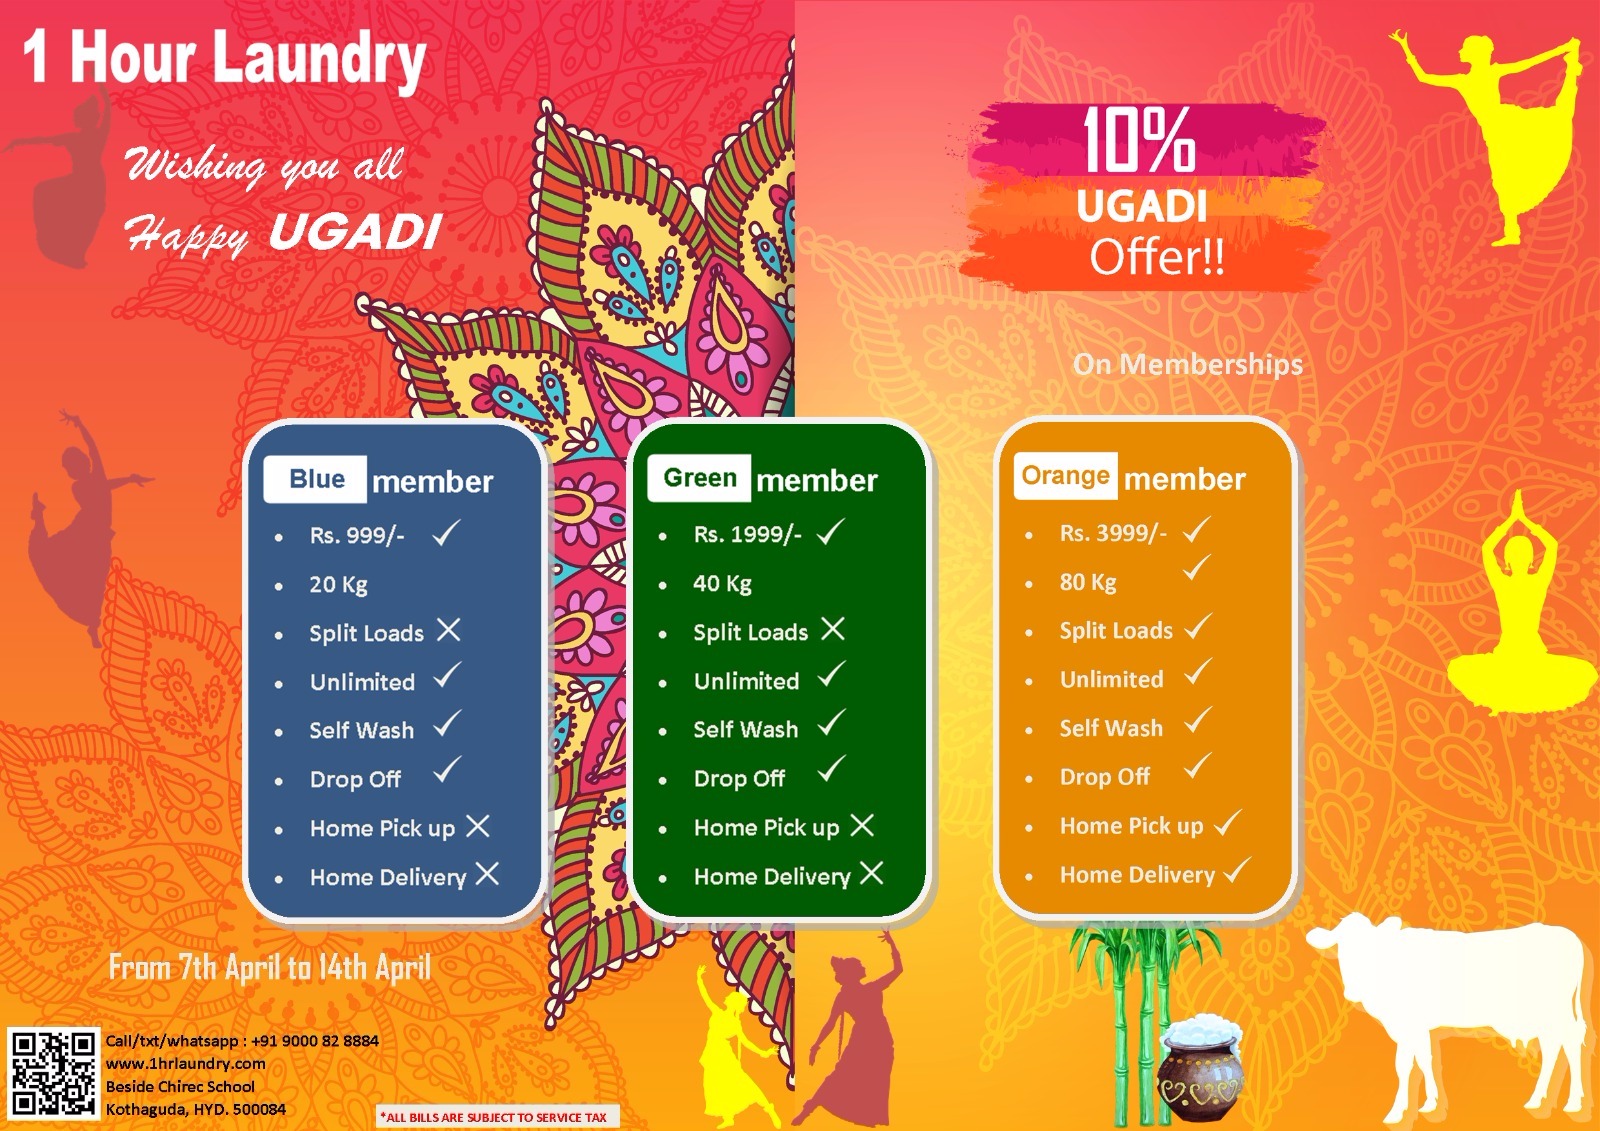 1 Hour Laundry
Wishing you all
Happy UGADI
10%
UGADI
Offer!!
On Memberships
Blue member
• Rs. 999/- ✓
• 20 Kg
• Split Loads ✕
• Unlimited ✓
• Self Wash ✓
• Drop Off ✓
• Home Pick up ✕
• Home Delivery ✕
Green member
• Rs. 1999/- ✓
• 40 Kg
• Split Loads ✕
• Unlimited ✓
• Self Wash ✓
• Drop Off ✓
• Home Pick up ✕
• Home Delivery ✕
Orange member
• Rs. 3999/- ✓
• 80 Kg ✓
• Split Loads ✓
• Unlimited ✓
• Self Wash ✓
• Drop Off ✓
• Home Pick up ✓
• Home Delivery ✓
From 7th April to 14th April
Call/txt/whatsapp : +91 9000 82 8884
www.1hrlaundry.com
Beside Chirec School
Kothaguda, HYD. 500084
*ALL BILLS ARE SUBJECT TO SERVICE TAX